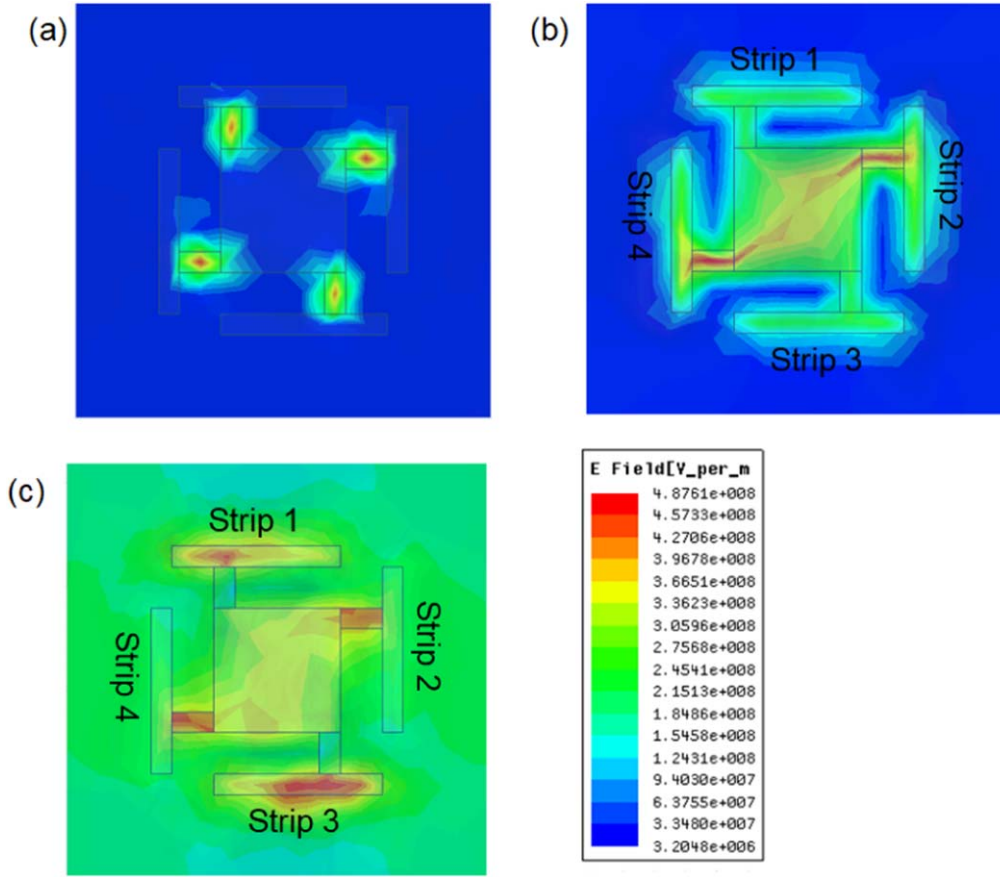 (a)
(b)
Strip 1
Strip 2
Strip 4
Strip 3
(c)
Strip 1
Strip 2
Strip 4
Strip 3
E Field[V_per_m
4.8761e+008
4.5733e+008
4.2706e+008
3.9678e+008
3.6651e+008
3.3623e+008
3.0596e+008
2.7568e+008
2.4541e+008
2.1513e+008
1.8486e+008
1.5458e+008
1.2431e+008
9.4030e+007
6.3755e+007
3.3480e+007
3.2048e+006